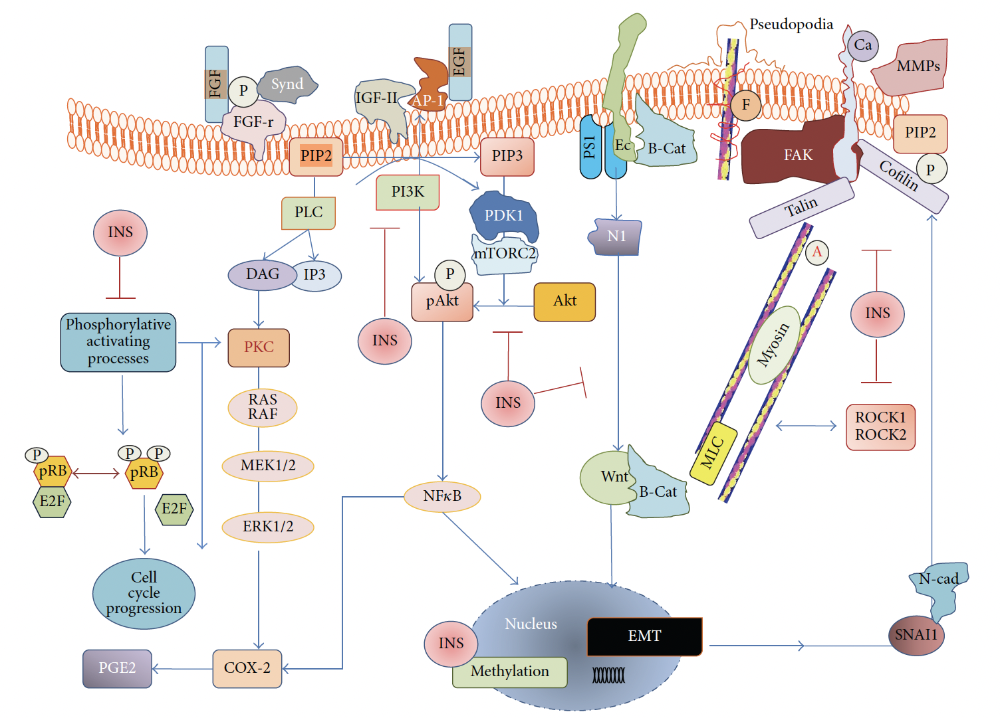 Pseudopodia
Ca
MMPs
EGF
FGF
P
Synd
IGF-II
AP-1
F
FGF-r
PIP2
PIP3
PS1
Ec
B-Cat
FAK
PIP2
P
Cofilin
PI3K
PLC
PDK1
Talin
INS
N1
mTORC2
A
DAG
IP3
P
pAkt
Akt
INS
Phosphorylative
activating
processes
PKC
INS
Myosin
RAS
RAF
INS
ROCK1
ROCK2
P
pRB
E2F
P
P
pRB
E2F
MEK1/2
MLC
Wnt
B-Cat
NFκB
ERK1/2
Cell
cycle
progression
N-cad
SNAI1
Nucleus
EMT
INS
Methylation
PGE2
COX-2